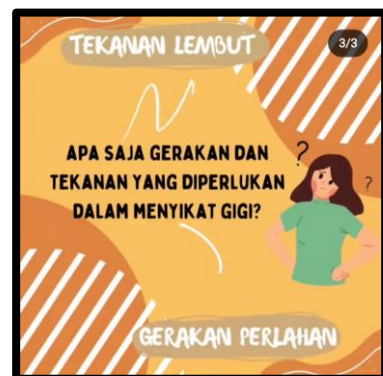 TEKANAN LEMBUT
3/3
APA SAJA GERAKAN DAN
TEKANAN YANG DIPERLUKAN
DALAM MENYIKAT GIGI?
?
?
GERAKAN PERLAHAN